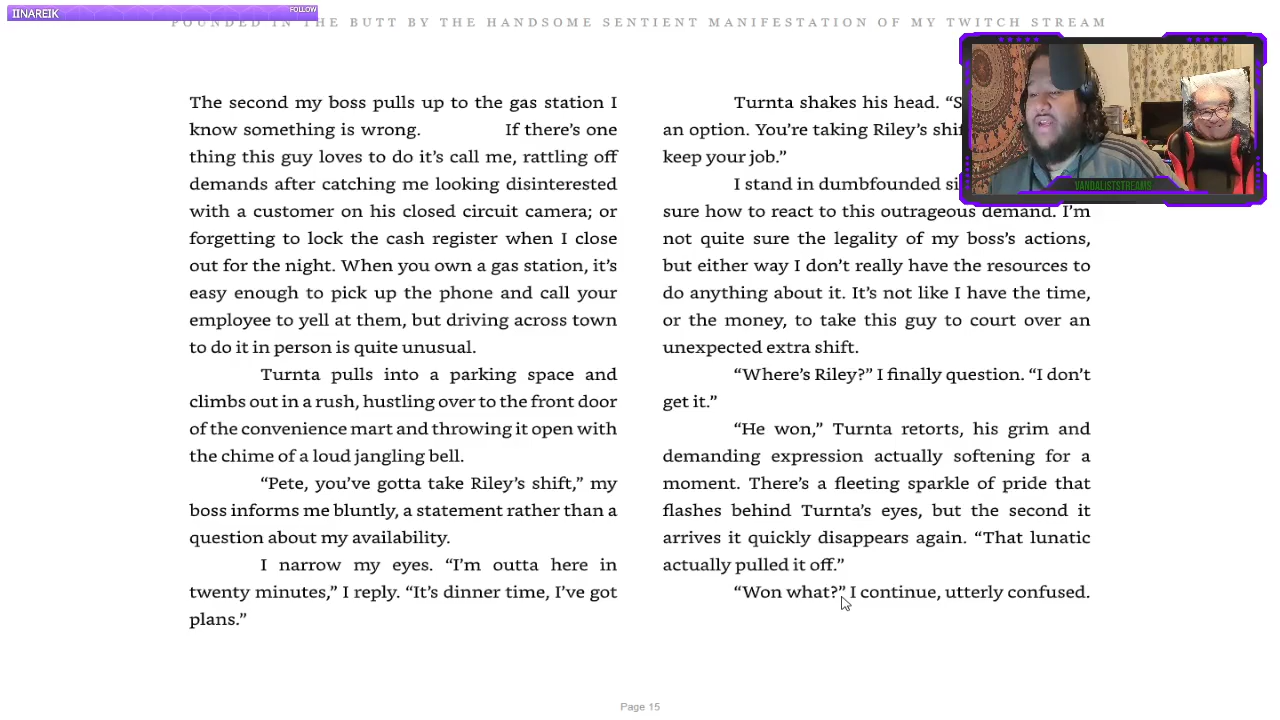 IINAREIK
FOLLOW
POUNDED IN THE BUTT BY THE HANDSOME SENTIENT MANIFESTATION OF MY TWITCH STREAM
The second my boss pulls up to the gas station I
know something is wrong. If there's one
thing this guy loves to do it's call me, rattling off
demands after catching me looking disinterested
with a customer on his closed circuit camera; or
forgetting to lock the cash register when I close
out for the night. When you own a gas station, it's
easy enough to pick up the phone and call your
employee to yell at them, but driving across town
to do it in person is quite unusual.
Turnta pulls into a parking space and
climbs out in a rush, hustling over to the front door
of the convenience mart and throwing it open with
the chime of a loud jangling bell.
“Pete, you've gotta take Riley's shift,” my
boss informs me bluntly, a statement rather than a
question about my availability.
I narrow my eyes. “I'm outta here in
twenty minutes,” I reply. “It's dinner time, I've got
plans.”
Turnta shakes his head.
an option. You're taking Riley's
keep your job.”
I stand in dumbfounded
sure how to react to this outrageous demand. I'm
not quite sure the legality of my boss's actions,
but either way I don't really have the resources to
do anything about it. It's not like I have the time,
or the money, to take this guy to court over an
unexpected extra shift.
“Where's Riley?” I finally question. “I don't
get it.”
“He won,” Turnta retorts, his grim and
demanding expression actually softening for a
moment. There's a fleeting sparkle of pride that
flashes behind Turnta's eyes, but the second it
arrives it quickly disappears again. “That lunatic
actually pulled it off.”
“Won what?” I continue, utterly confused.
VANDALISTSTREAMS
Page 15